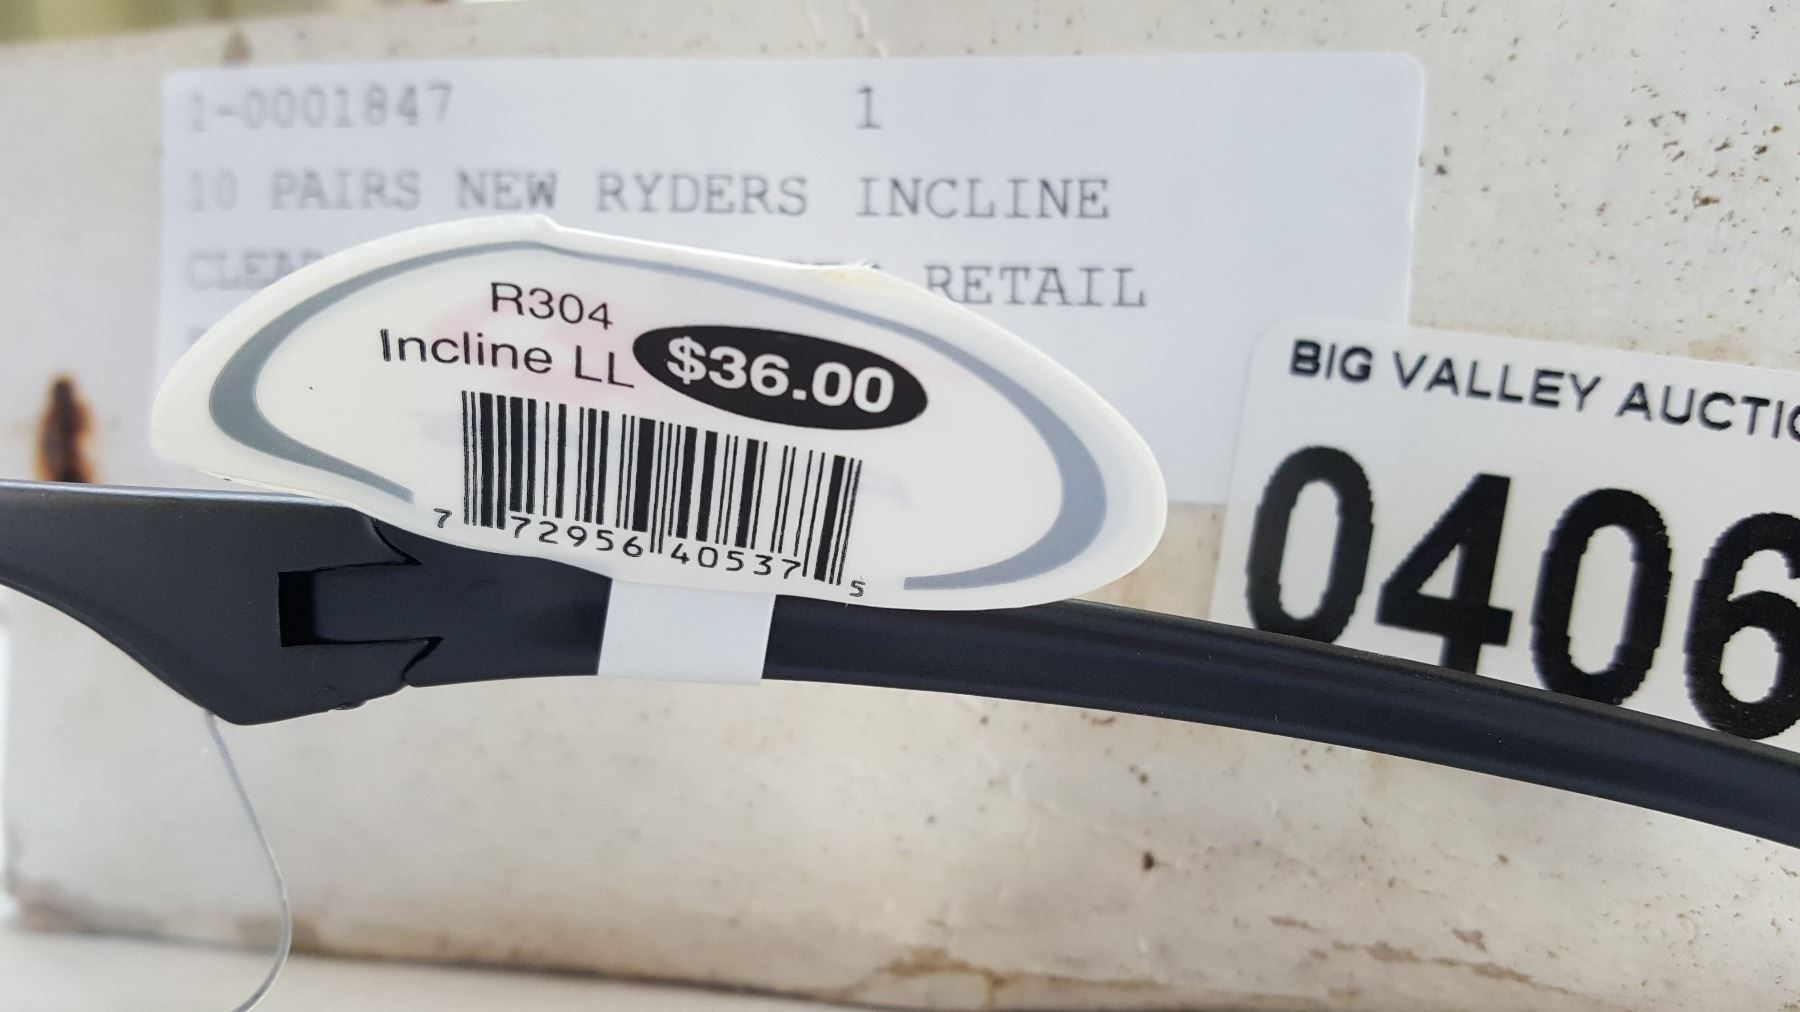 1-0001847 1
10 PAIRS NEW RYDERS INCLINE
CLEAR RETAIL
R304
Incline LL $36.00
7 72956 40537 5
BIG VALLEY AUCTIO
0406